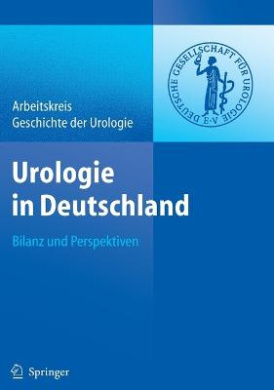 Arbeitskreis
Geschichte der Urologie
DEUTSCHE GESELLSCHAFT FÜR UROLOGIE E·V
Urologie
in Deutschland
Bilanz und Perspektiven
Springer